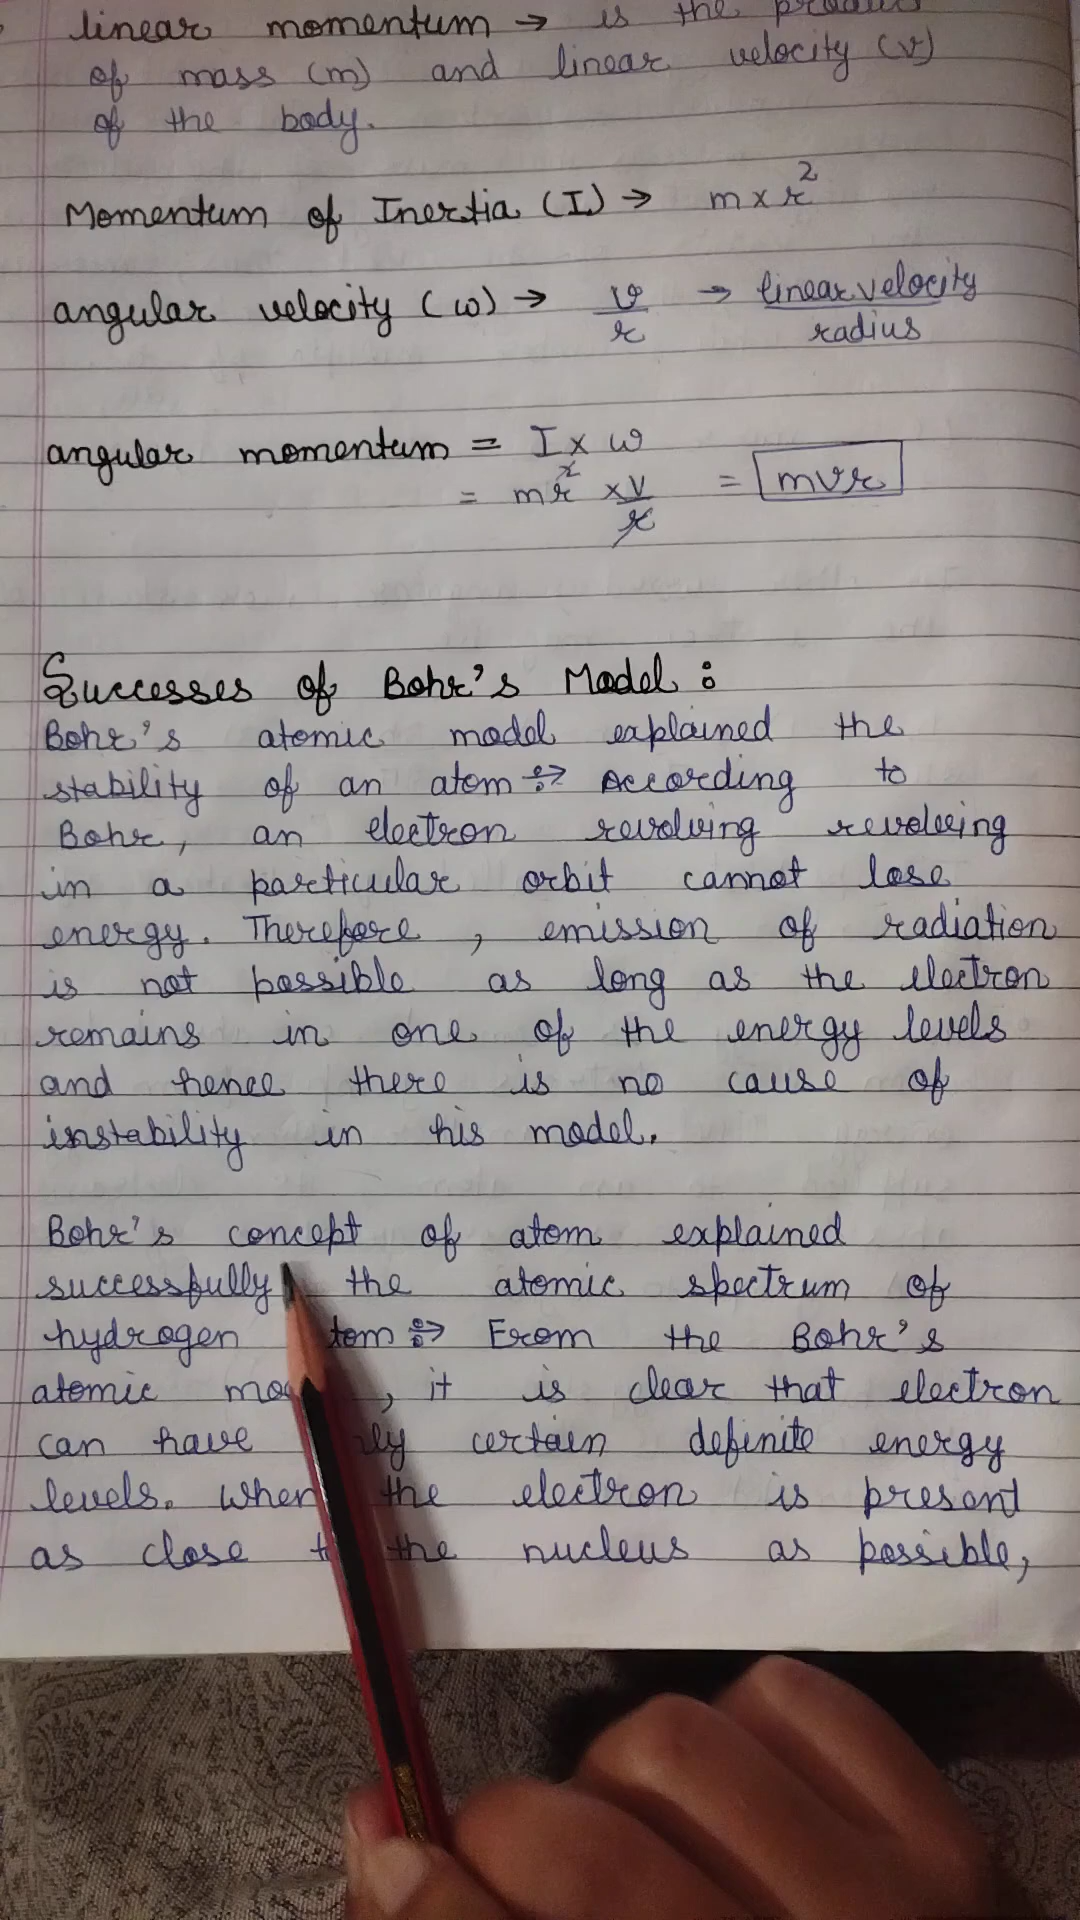 linear momentum → is the product
of mass (m) and linear velocity (v)
of the body.
Momentum of Inertia (I) → m x r²
angular velocity (ω) → v/r → linear velocity/radius
angular momentum = I x ω
= mr² x v/r = mvr
Successes of Bohr's Model :
Bohr's atomic model explained the
stability of an atom :→ According to
Bohr, an electron revolving revolving
in a particular orbit cannot lose
energy. Therefore , emission of radiation
is not possible as long as the electron
remains in one of the energy levels
and hence there is no cause of
instability in his model.
Bohr's concept of atom explained
successfully the atomic spectrum of
hydrogen tom :→ From the Bohr's
atomic mo , it is clear that electron
can have ly certain definite energy
levels. When the electron is present
as close t the nucleus as possible,